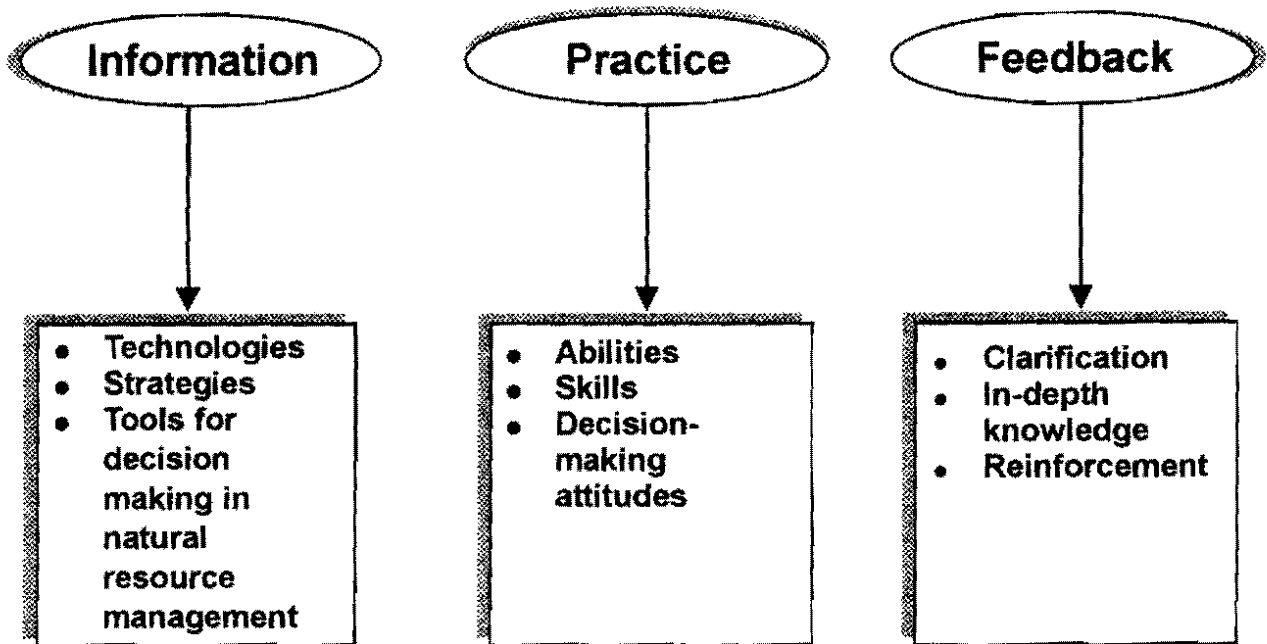 Information
Practice
Feedback
• Technologies
• Strategies
• Tools for
decision
making in
natural
resource
management
• Abilities
• Skills
• Decision-
making
attitudes
• Clarification
• In-depth
knowledge
• Reinforcement